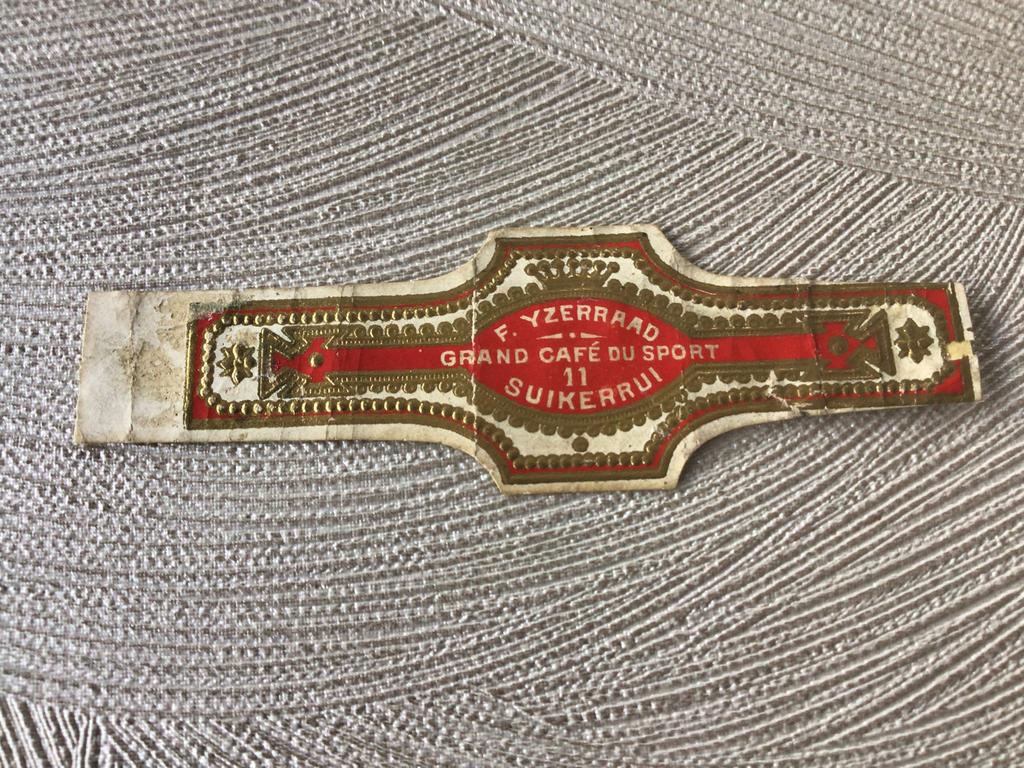 F. YZERRAAD
GRAND CAFÉ DU SPORT
11
SUIKERRUI